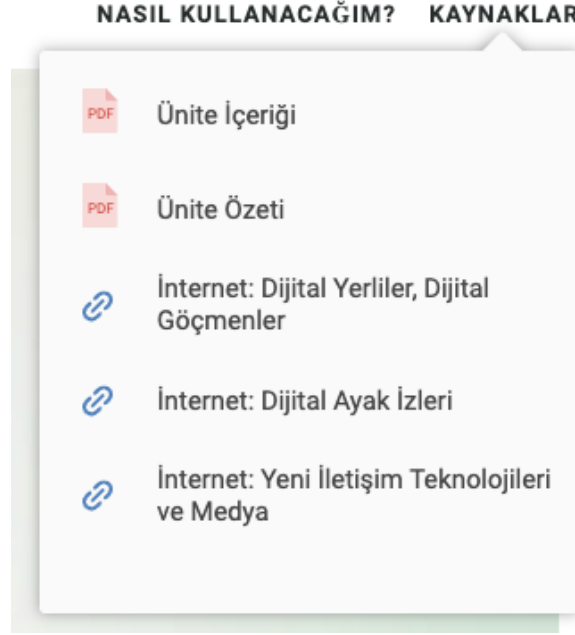 NASIL KULLANACAĞIM? KAYNAKLAR
PDF Ünite İçeriği
PDF Ünite Özeti
İnternet: Dijital Yerliler, Dijital
Göçmenler
İnternet: Dijital Ayak İzleri
İnternet: Yeni İletişim Teknolojileri
ve Medya